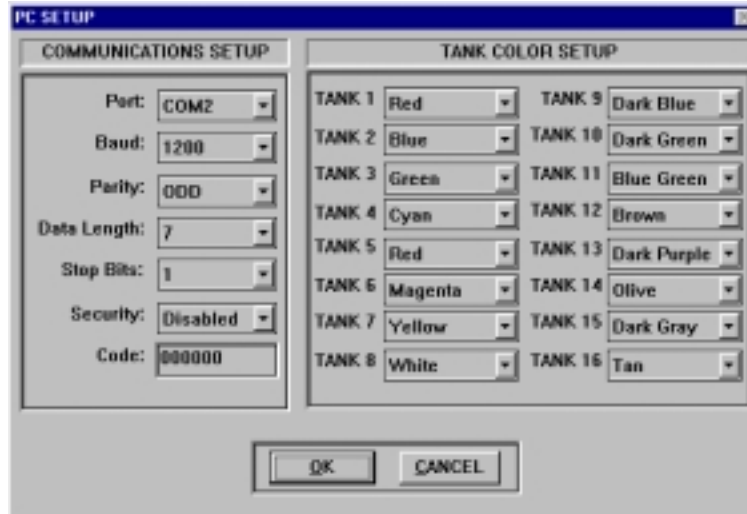 PC SETUP
COMMUNICATIONS SETUP
Port: COM2
Baud: 1200
Parity: ODD
Data Length: 7
Stop Bits: 1
Security: Disabled
Code: 000000
TANK COLOR SETUP
TANK 1 Red TANK 9 Dark Blue
TANK 2 Blue TANK 10 Dark Green
TANK 3 Green TANK 11 Blue Green
TANK 4 Cyan TANK 12 Brown
TANK 5 Red TANK 13 Dark Purple
TANK 6 Magenta TANK 14 Olive
TANK 7 Yellow TANK 15 Dark Gray
TANK 8 White TANK 16 Tan
OK CANCEL